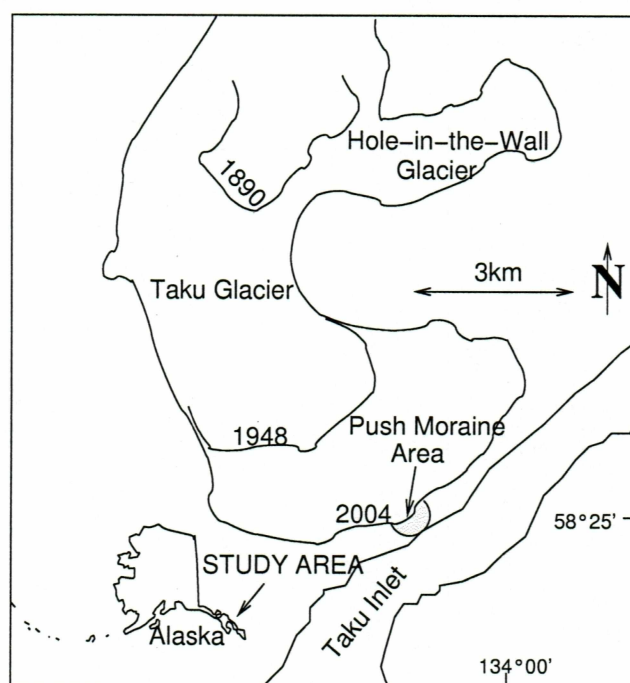 Hole-in-the-Wall
Glacier
1890
Taku Glacier
3km
N
1948
Push Moraine
Area
2004
58°25'
STUDY AREA
Alaska
Taku Inlet
134°00'